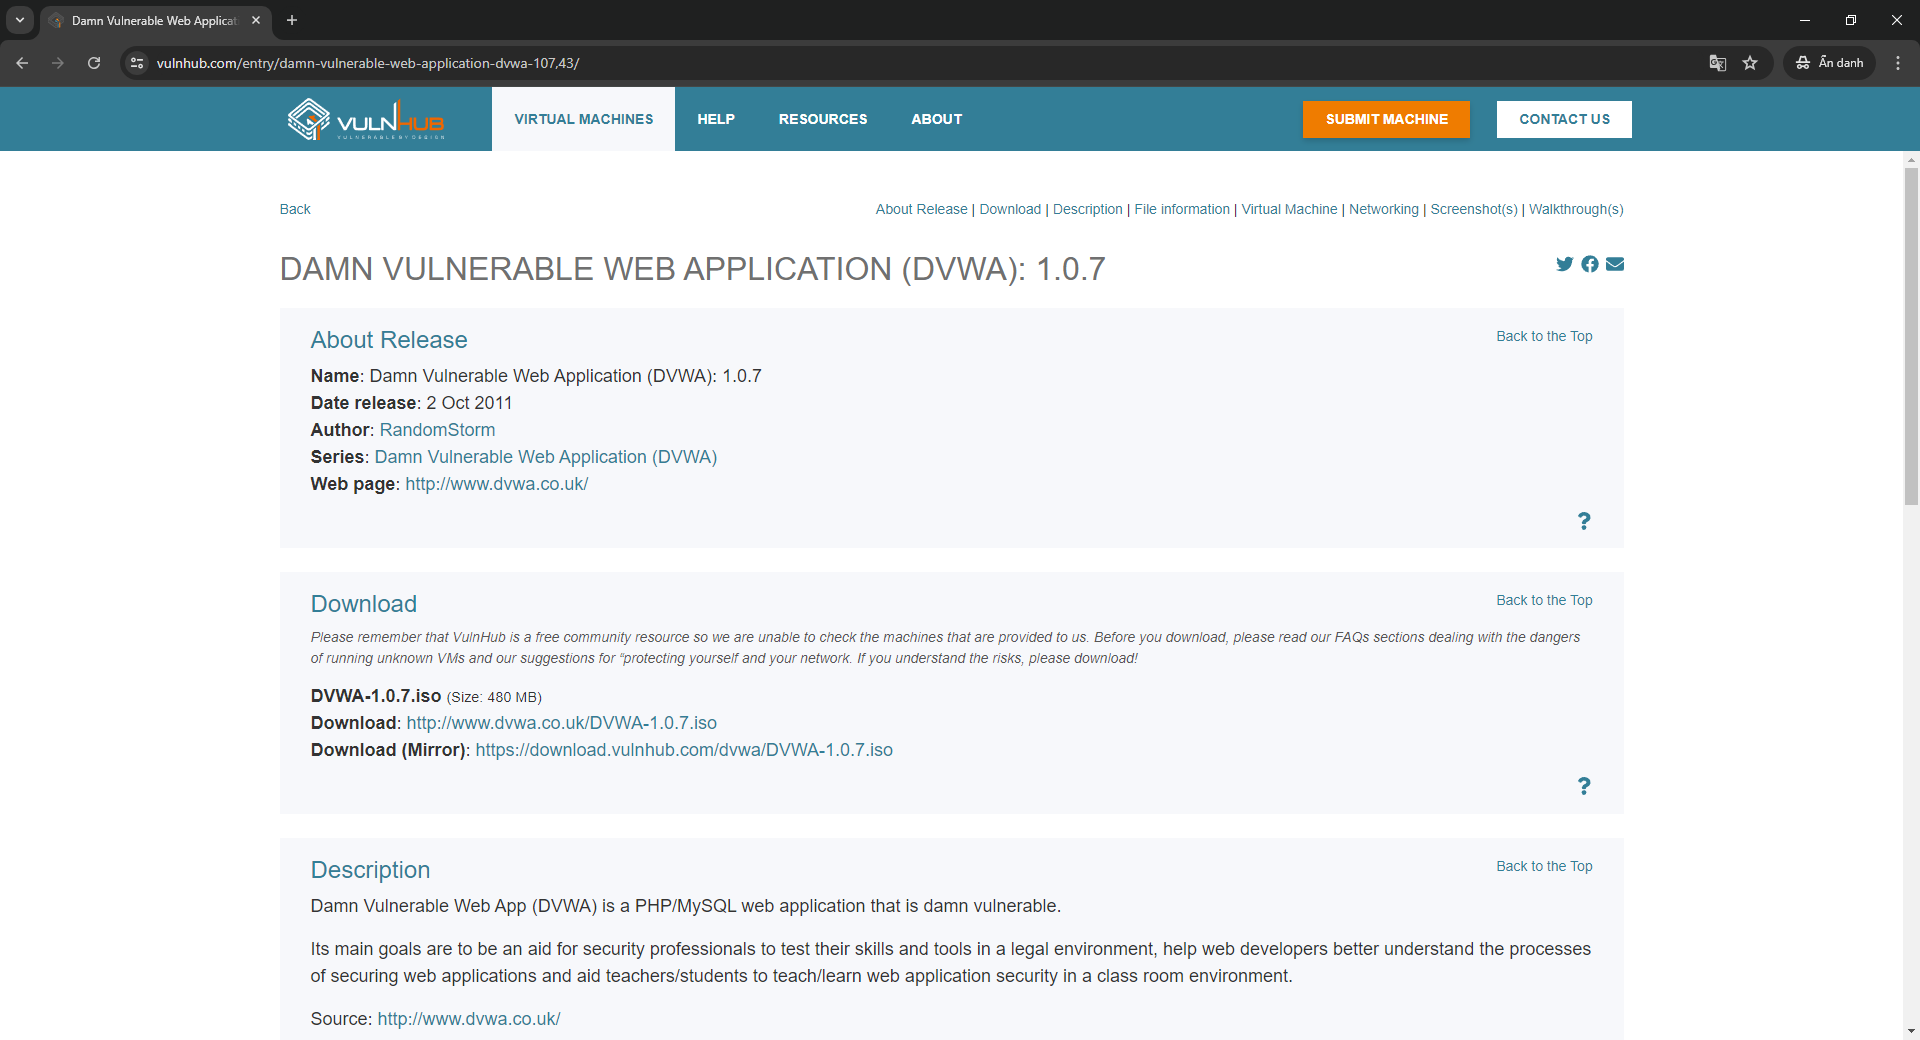 Damn Vulnerable Web Applicat
vulnhub.com/entry/damn-vulnerable-web-application-dvwa-107,43/
Ẩn danh
VULNHUB
VULNERABLE BY DESIGN
VIRTUAL MACHINES
HELP
RESOURCES
ABOUT
SUBMIT MACHINE
CONTACT US
Back
About Release | Download | Description | File information | Virtual Machine | Networking | Screenshot(s) | Walkthrough(s)
DAMN VULNERABLE WEB APPLICATION (DVWA): 1.0.7
About Release
Back to the Top
Name: Damn Vulnerable Web Application (DVWA): 1.0.7
Date release: 2 Oct 2011
Author: RandomStorm
Series: Damn Vulnerable Web Application (DVWA)
Web page: http://www.dvwa.co.uk/
?
Download
Back to the Top
Please remember that VulnHub is a free community resource so we are unable to check the machines that are provided to us. Before you download, please read our FAQs sections dealing with the dangers
of running unknown VMs and our suggestions for “protecting yourself and your network. If you understand the risks, please download!
DVWA-1.0.7.iso (Size: 480 MB)
Download: http://www.dvwa.co.uk/DVWA-1.0.7.iso
Download (Mirror): https://download.vulnhub.com/dvwa/DVWA-1.0.7.iso
?
Description
Back to the Top
Damn Vulnerable Web App (DVWA) is a PHP/MySQL web application that is damn vulnerable.
Its main goals are to be an aid for security professionals to test their skills and tools in a legal environment, help web developers better understand the processes
of securing web applications and aid teachers/students to teach/learn web application security in a class room environment.
Source: http://www.dvwa.co.uk/